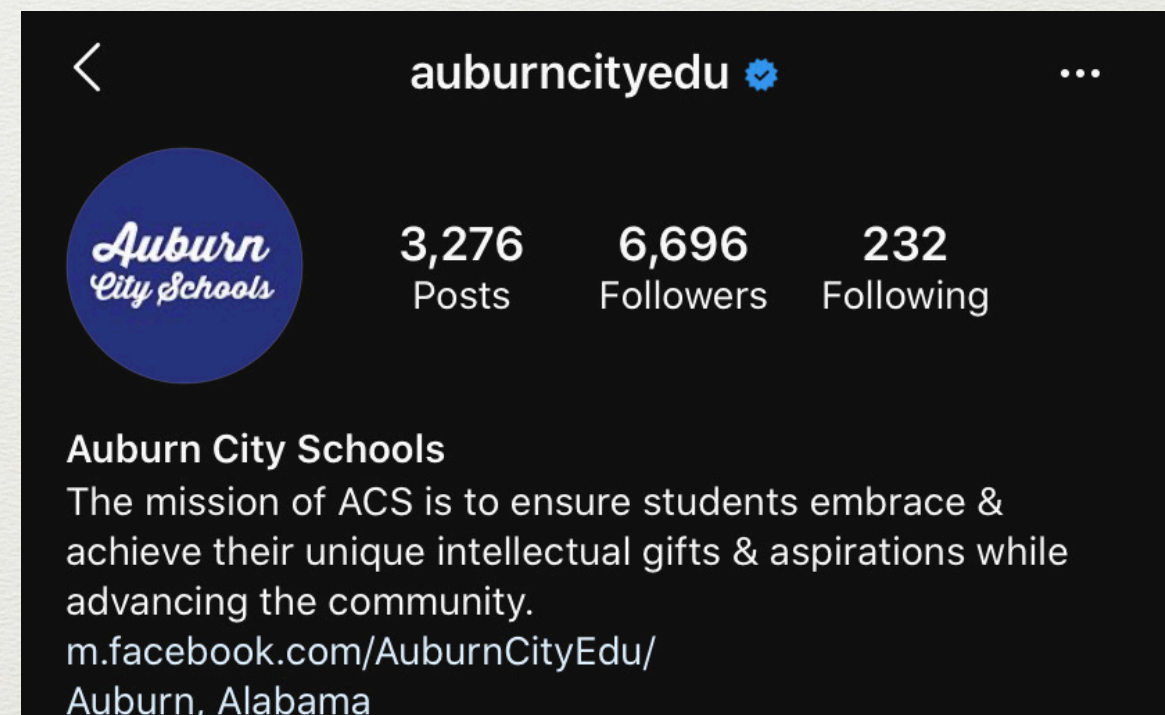 auburncityedu
Auburn
City Schools
3,276 6,696 232
Posts Followers Following
Auburn City Schools
The mission of ACS is to ensure students embrace &
achieve their unique intellectual gifts & aspirations while
advancing the community.
m.facebook.com/AuburnCityEdu/
Auburn, Alabama